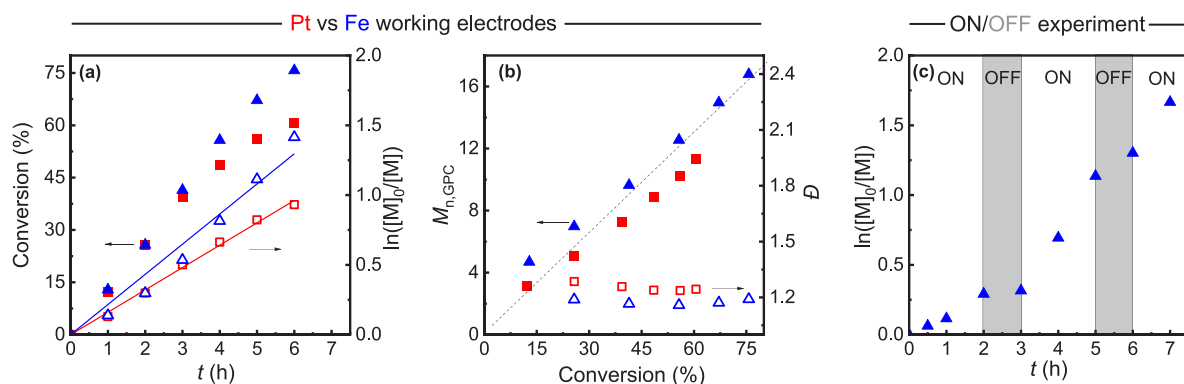 Pt vs Fe working electrodes
ON/OFF experiment
(a)
Conversion (%)
75
60
45
30
15
0
0 1 2 3 4 5 6 7
t (h)
2.0
1.5
1.0
0.5
0.0
ln([M]0/[M])
(b)
Mn,GPC
16
12
8
4
0
0 15 30 45 60 75
Conversion (%)
2.4
2.1
1.8
1.5
1.2
Đ
(c)
ON OFF ON OFF ON
ln([M]0/[M])
2.0
1.5
1.0
0.5
0.0
0 1 2 3 4 5 6 7
t (h)